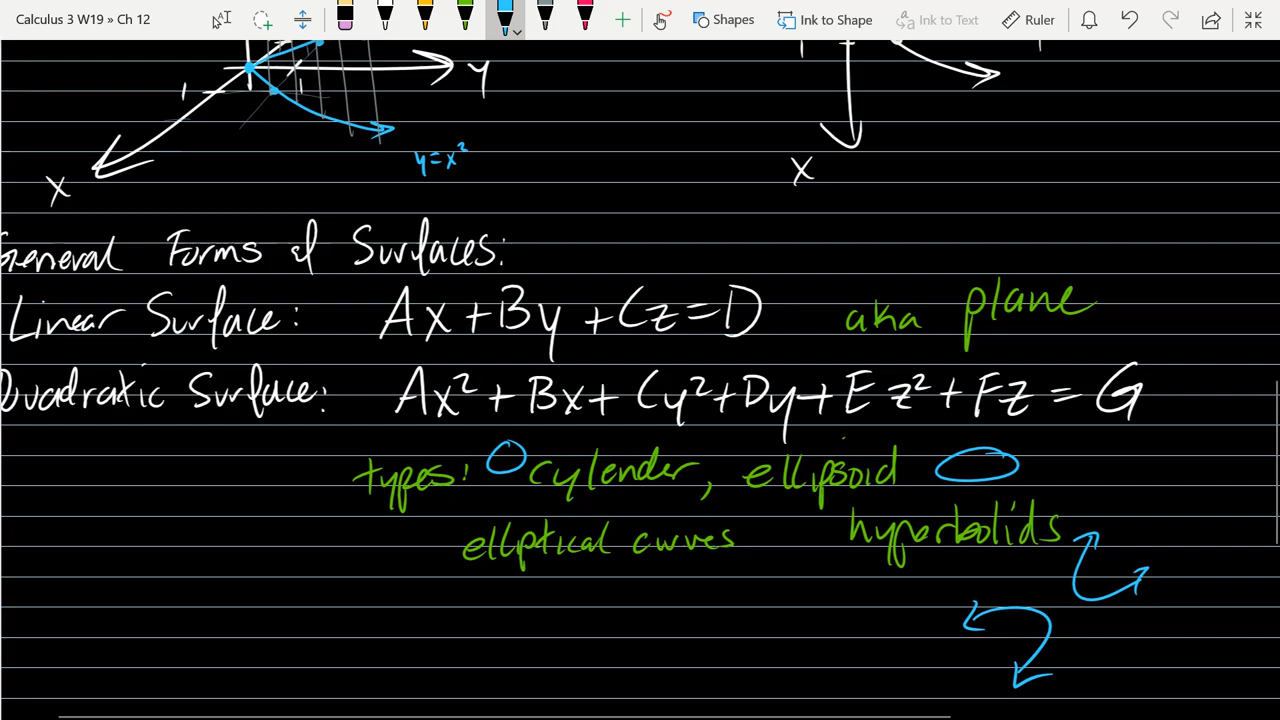 Calculus 3 W19 » Ch 12
Shapes
Ink to Shape
Ink to Text
Ruler
y
1
1
y=x²
x
x
General Forms of Surfaces:
Linear Surface: Ax+By+Cz=D aka plane
Quadratic Surface: Ax²+Bx+Cy²+Dy+Ez²+Fz=G
types: cylender, ellipsoid
elliptical curves hyperbolids